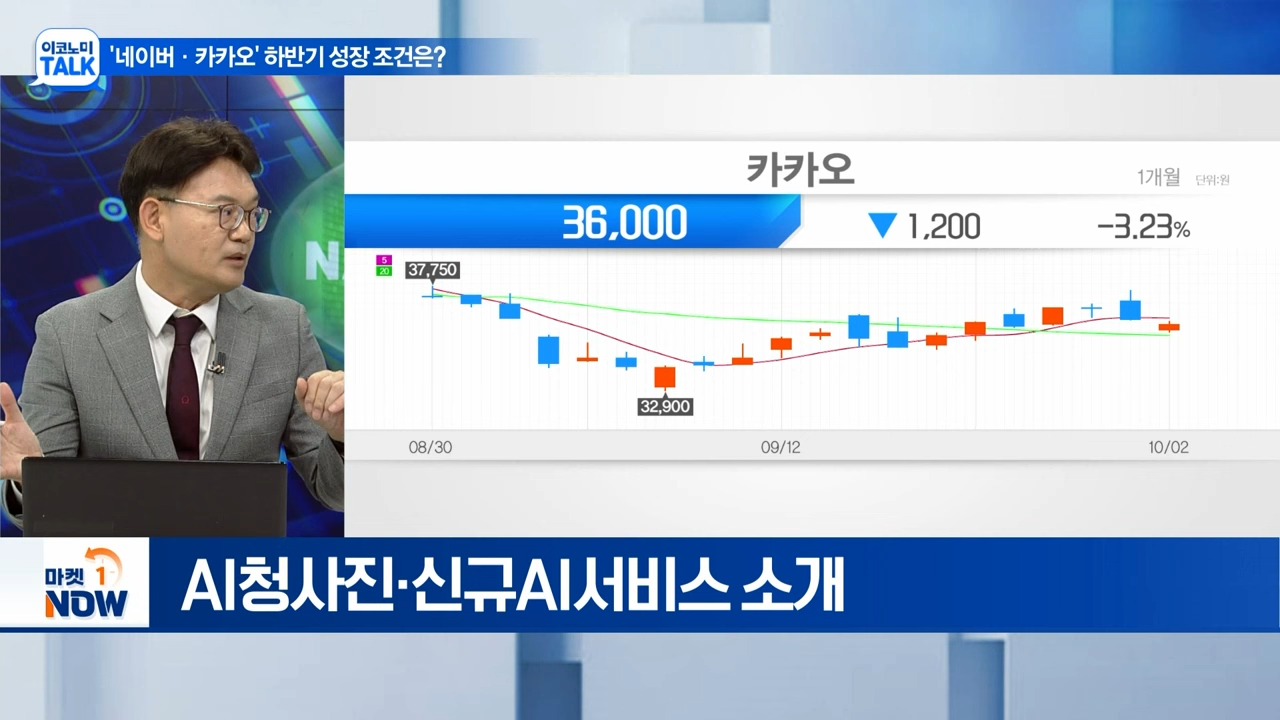 이코노미
TALK
'네이버 · 카카오' 하반기 성장 조건은?
카카오
1개월 단위:원
36,000 ▼ 1,200 -3.23%
5
20
37,750
32,900
08/30 09/12 10/02
마켓 1
NOW
AI청사진·신규AI서비스 소개